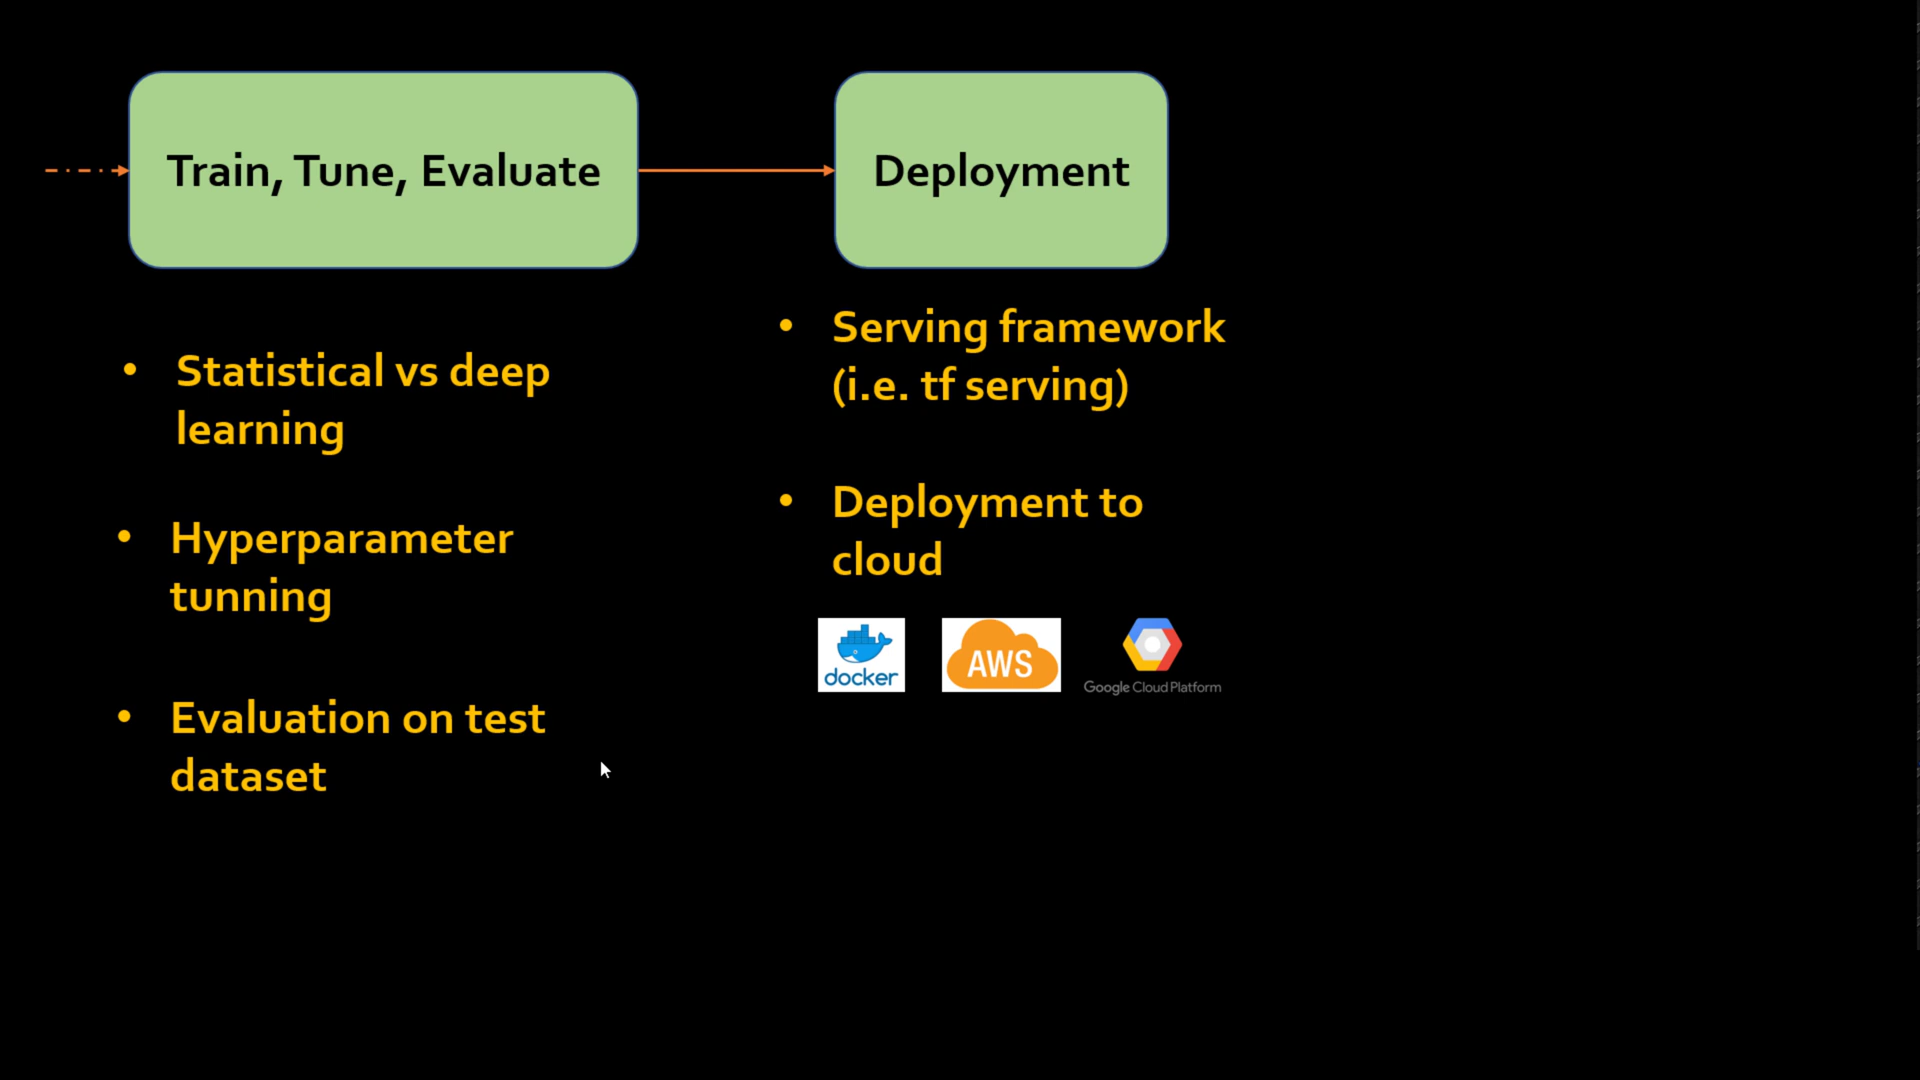 Train, Tune, Evaluate
Deployment
• Statistical vs deep
learning
• Hyperparameter
tunning
• Evaluation on test
dataset
• Serving framework
(i.e. tf serving)
• Deployment to
cloud
docker
AWS
Google Cloud Platform